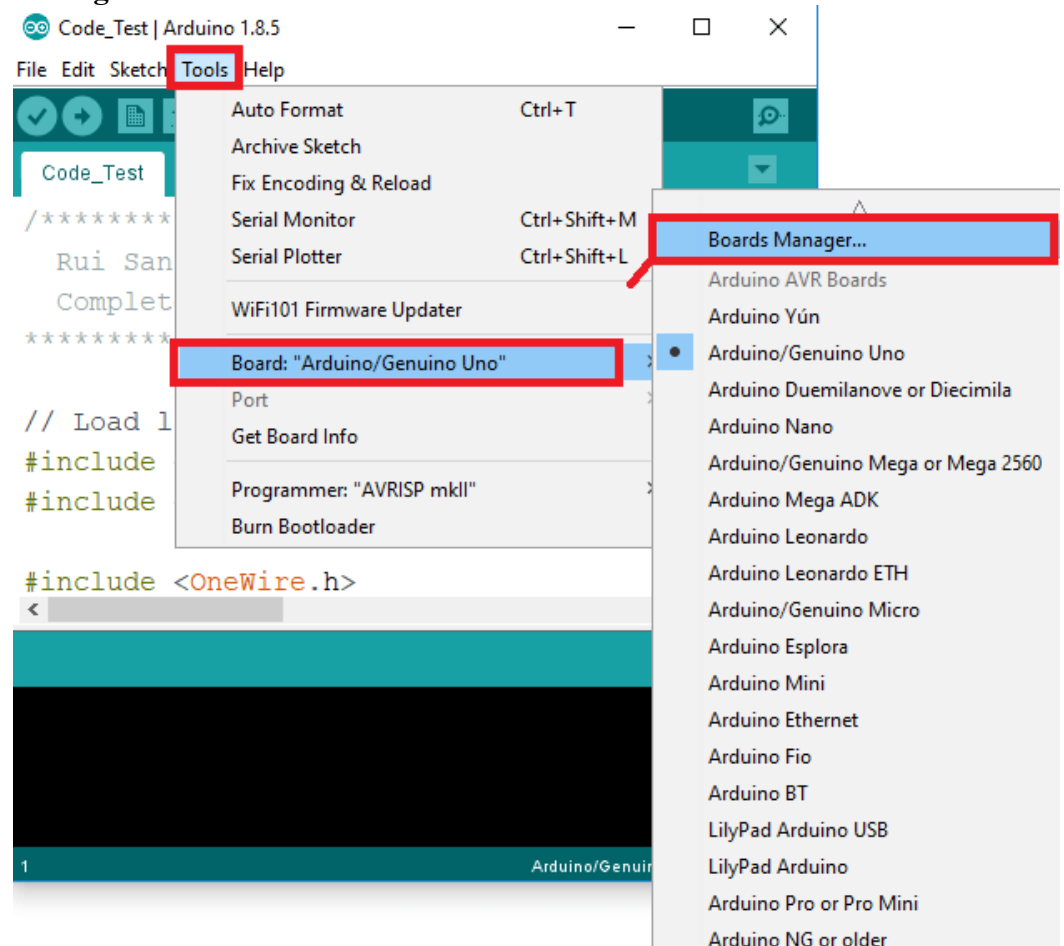 Code_Test | Arduino 1.8.5
File Edit Sketch Tools Help
Auto Format Ctrl+T
Archive Sketch
Fix Encoding & Reload
Serial Monitor Ctrl+Shift+M
Serial Plotter Ctrl+Shift+L
WiFi101 Firmware Updater
Board: "Arduino/Genuino Uno"
Port
Get Board Info
Programmer: "AVRISP mkII"
Burn Bootloader
Boards Manager...
Arduino AVR Boards
Arduino Yún
Arduino/Genuino Uno
Arduino Duemilanove or Diecimila
Arduino Nano
Arduino/Genuino Mega or Mega 2560
Arduino Mega ADK
Arduino Leonardo
Arduino Leonardo ETH
Arduino/Genuino Micro
Arduino Esplora
Arduino Mini
Arduino Ethernet
Arduino Fio
Arduino BT
LilyPad Arduino USB
LilyPad Arduino
Arduino Pro or Pro Mini
Arduino NG or older
Code_Test
/********
Rui San
Complet
*********
// Load l
#include
#include
#include <OneWire.h>
1 Arduino/Genuin